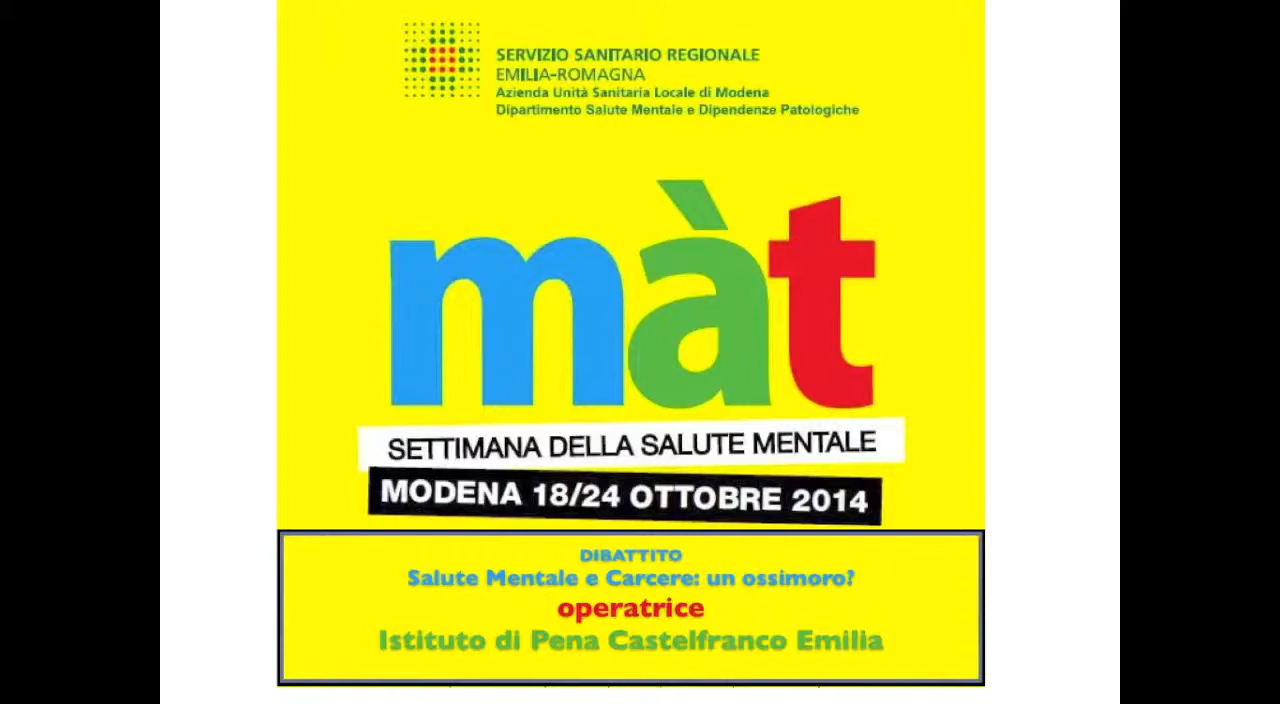 SERVIZIO SANITARIO REGIONALE
EMILIA-ROMAGNA
Azienda Unità Sanitaria Locale di Modena
Dipartimento Salute Mentale e Dipendenze Patologiche
màt
SETTIMANA DELLA SALUTE MENTALE
MODENA 18/24 OTTOBRE 2014
DIBATTITO
Salute Mentale e Carcere: un ossimoro?
operatrice
Istituto di Pena Castelfranco Emilia